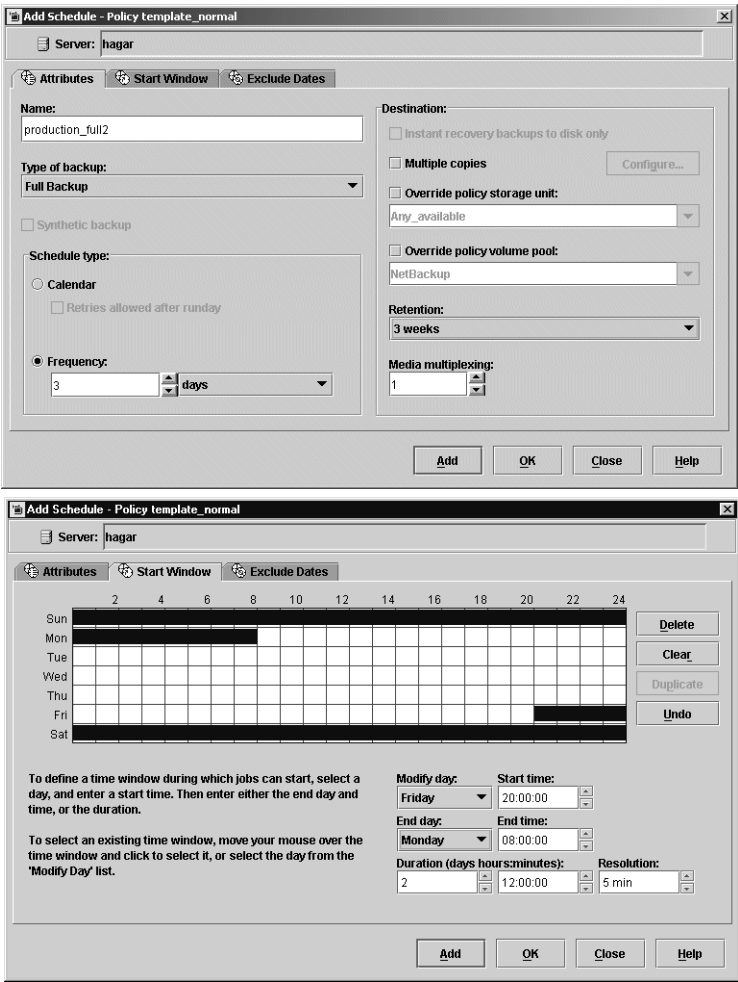 Add Schedule - Policy template_normal
Server: hagar
Attributes Start Window Exclude Dates
Name:
production_full2
Type of backup:
Full Backup
Synthetic backup
Schedule type:
Calendar
Retries allowed after runday
Frequency:
3 days
Destination:
Instant recovery backups to disk only
Multiple copies Configure...
Override policy storage unit:
Any_available
Override policy volume pool:
NetBackup
Retention:
3 weeks
Media multiplexing:
1
Add OK Close Help
Add Schedule - Policy template_normal
Server: hagar
Attributes Start Window Exclude Dates
2 4 6 8 10 12 14 16 18 20 22 24
Sun
Mon
Tue
Wed
Thu
Fri
Sat
Delete
Clear
Duplicate
Undo
To define a time window during which jobs can start, select a
day, and enter a start time. Then enter either the end day and
time, or the duration.
To select an existing time window, move your mouse over the
time window and click to select it, or select the day from the
'Modify Day' list.
Modify day: Start time:
Friday 20:00:00
End day: End time:
Monday 08:00:00
Duration (days hours:minutes): Resolution:
2 12:00:00 5 min
Add OK Close Help